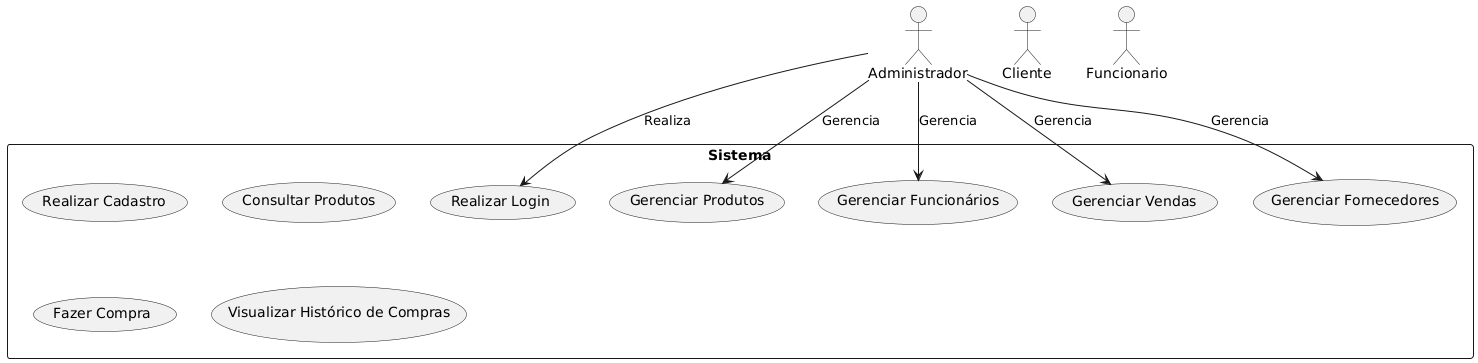 Administrador
Cliente
Funcionario
Realiza
Gerencia
Gerencia
Gerencia
Gerencia
Sistema
Realizar Cadastro
Consultar Produtos
Realizar Login
Gerenciar Produtos
Gerenciar Funcionários
Gerenciar Vendas
Gerenciar Fornecedores
Fazer Compra
Visualizar Histórico de Compras